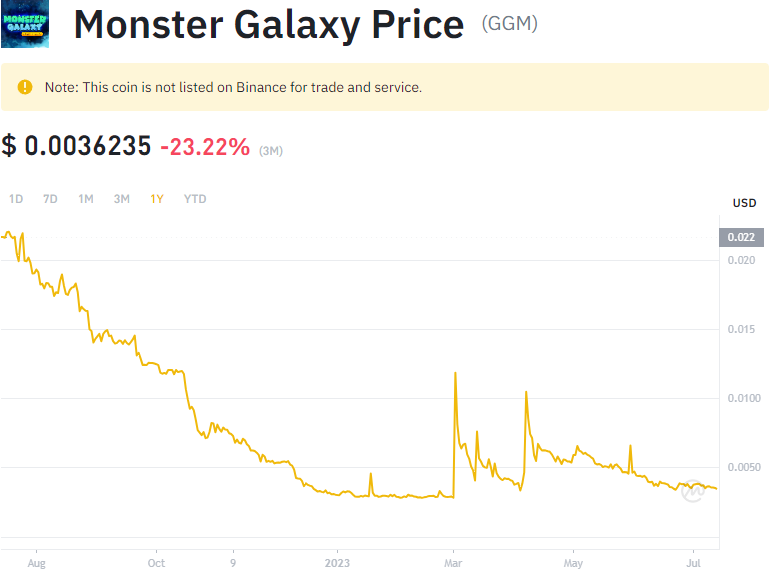 MONSTER
GALAXY
Monster Galaxy Price (GGM)
Note: This coin is not listed on Binance for trade and service.
$ 0.0036235 -23.22% (3M)
1D 7D 1M 3M 1Y YTD
USD
0.022
0.020
0.015
0.0100
0.0050
Aug Oct 9 2023 Mar May Jul